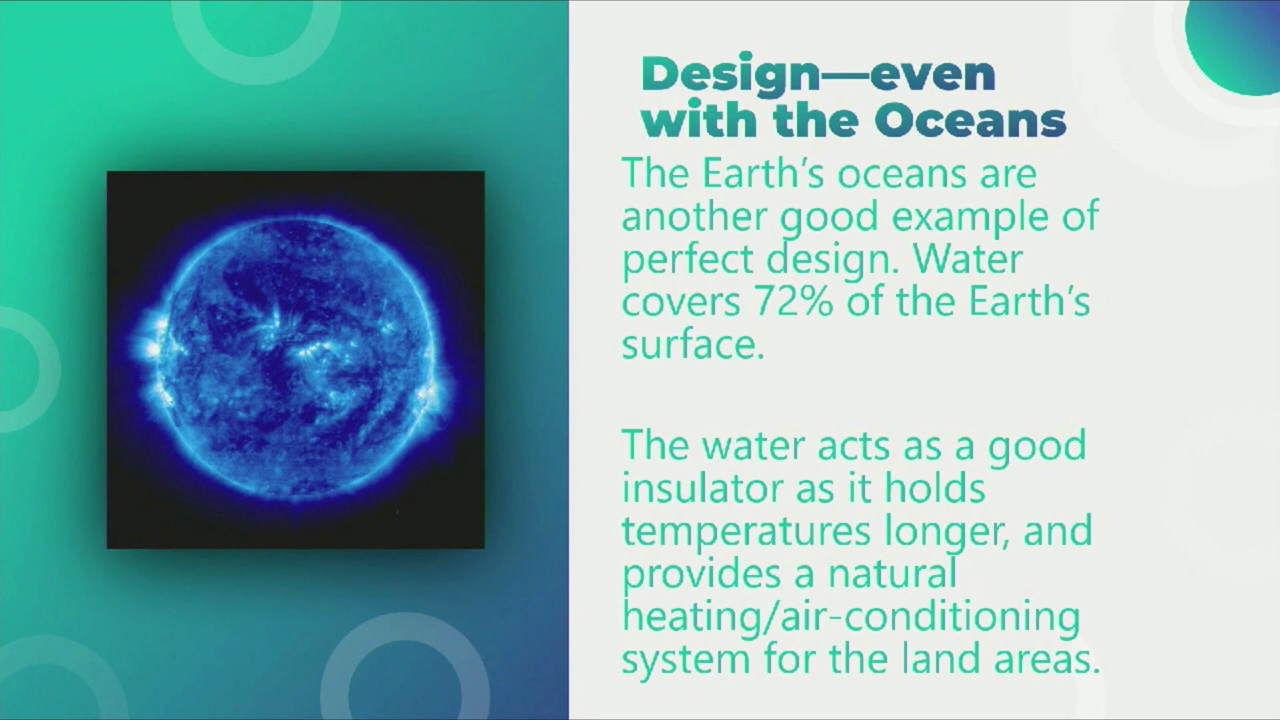 Design—even
with the Oceans
The Earth’s oceans are
another good example of
perfect design. Water
covers 72% of the Earth’s
surface.
The water acts as a good
insulator as it holds
temperatures longer, and
provides a natural
heating/air-conditioning
system for the land areas.